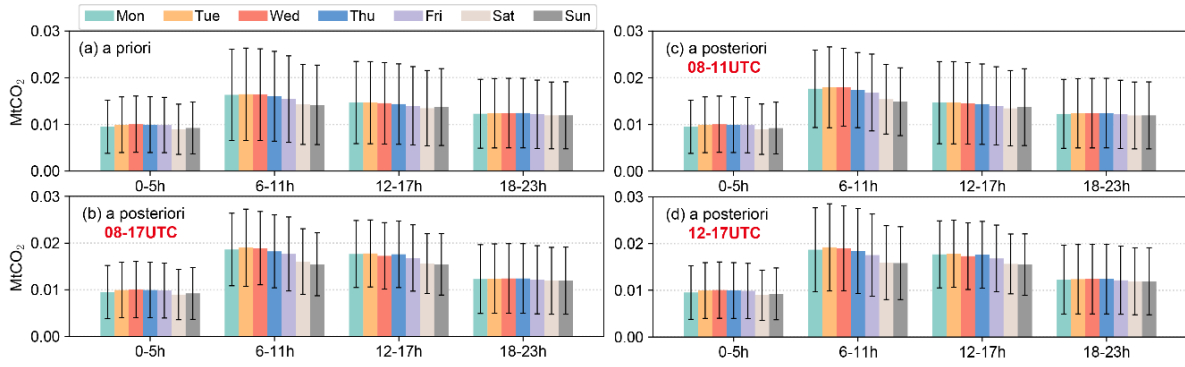 Mon Tue Wed Thu Fri Sat Sun
(a) a priori
MtCO₂
0.03
0.02
0.01
0.00
0-5h 6-11h 12-17h 18-23h
(c) a posteriori
08-11UTC
0.03
0.02
0.01
0.00
0-5h 6-11h 12-17h 18-23h
(b) a posteriori
08-17UTC
MtCO₂
0.03
0.02
0.01
0.00
0-5h 6-11h 12-17h 18-23h
(d) a posteriori
12-17UTC
0.03
0.02
0.01
0.00
0-5h 6-11h 12-17h 18-23h